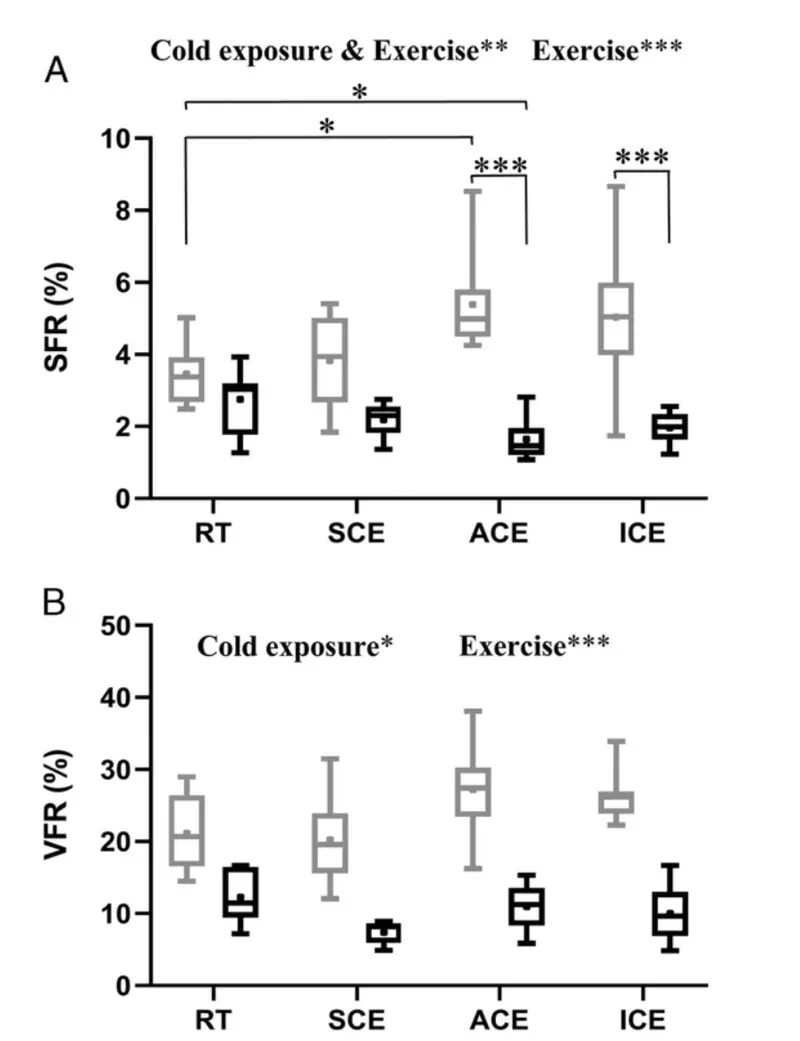 A
Cold exposure & Exercise** Exercise***
*
*
*** ***
SFR (%)
10
8
6
4
2
0
RT SCE ACE ICE
B
Cold exposure* Exercise***
VFR (%)
50
40
30
20
10
0
RT SCE ACE ICE